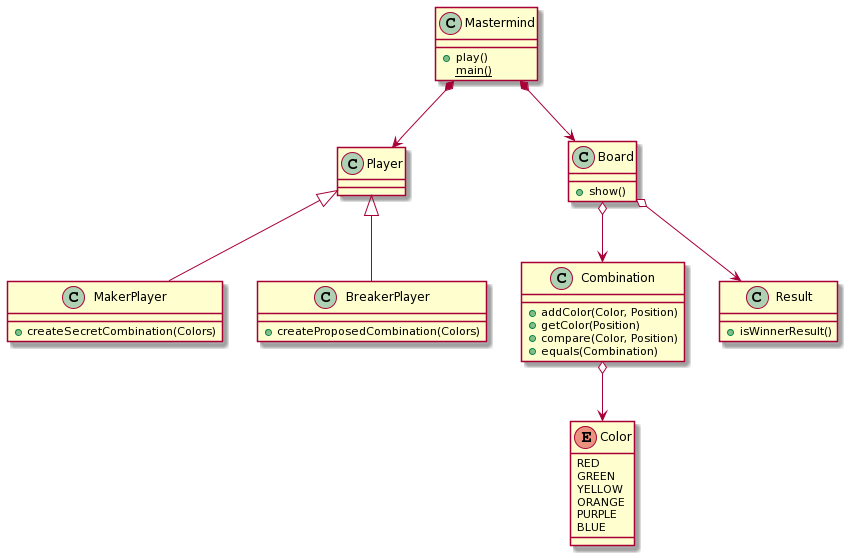 C Mastermind
play()
main()
C Player
C Board
show()
C MakerPlayer
createSecretCombination(Colors)
C BreakerPlayer
createProposedCombination(Colors)
C Combination
addColor(Color, Position)
getColor(Position)
compare(Color, Position)
equals(Combination)
C Result
isWinnerResult()
E Color
RED
GREEN
YELLOW
ORANGE
PURPLE
BLUE